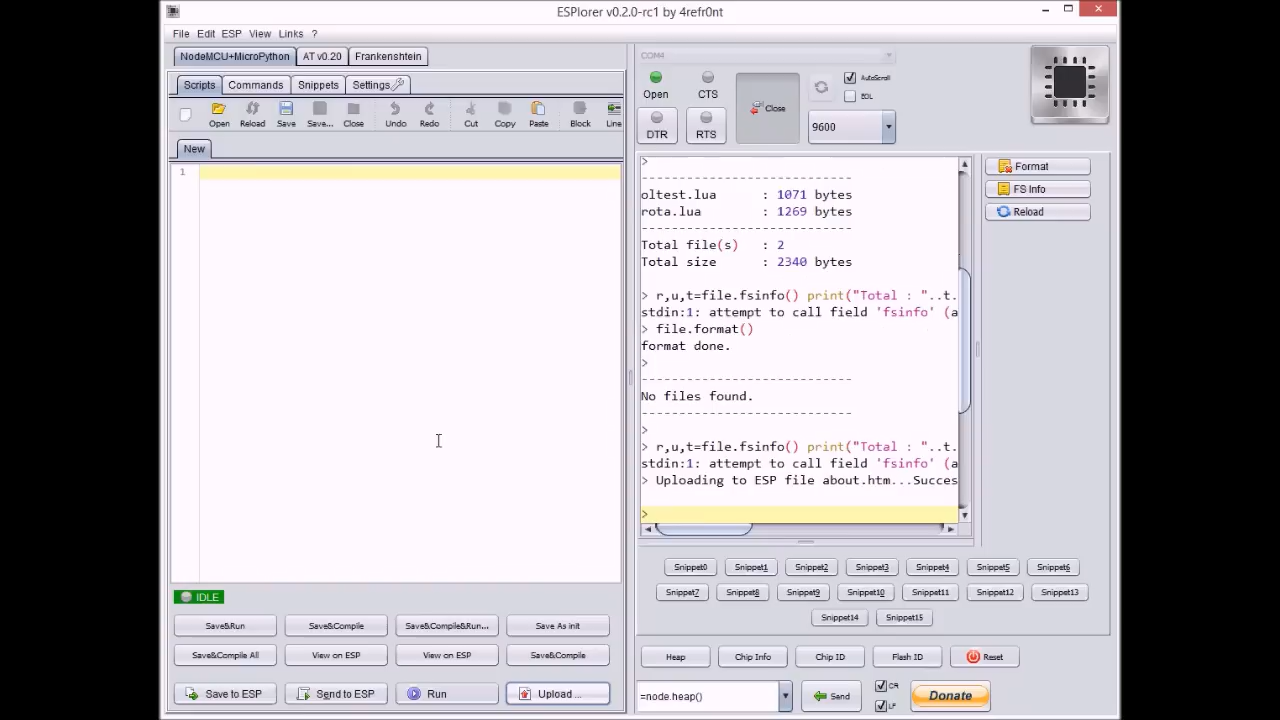 ESPlorer v0.2.0-rc1 by 4refr0nt
File Edit ESP View Links ?
NodeMCU+MicroPython AT v0.20 Frankenshtein
Scripts Commands Snippets Settings
Open Reload Save Save... Close Undo Redo Cut Copy Paste Block Line
New
1
IDLE
Save&Run Save&Compile Save&Compile&Run... Save As init
Save&Compile All View on ESP View on ESP Save&Compile
Save to ESP Send to ESP Run Upload ...
COM4
Open CTS Close AutoScroll
EOL
DTR RTS 9600
>
-------------------------
oltest.lua : 1071 bytes
rota.lua : 1269 bytes
-------------------------
Total file(s) : 2
Total size : 2340 bytes
> r,u,t=file.fsinfo() print("Total : "..t.
stdin:1: attempt to call field 'fsinfo' (a
> file.format()
format done.
>
-------------------------
No files found.
-------------------------
>
> r,u,t=file.fsinfo() print("Total : "..t.
stdin:1: attempt to call field 'fsinfo' (a
> Uploading to ESP file about.htm...Succes
>
Format
FS Info
Reload
Snippet0 Snippet1 Snippet2 Snippet3 Snippet4 Snippet5 Snippet6
Snippet7 Snippet8 Snippet9 Snippet10 Snippet11 Snippet12 Snippet13
Snippet14 Snippet15
Heap Chip Info Chip ID Flash ID Reset
=node.heap() Send CR Donate
LF